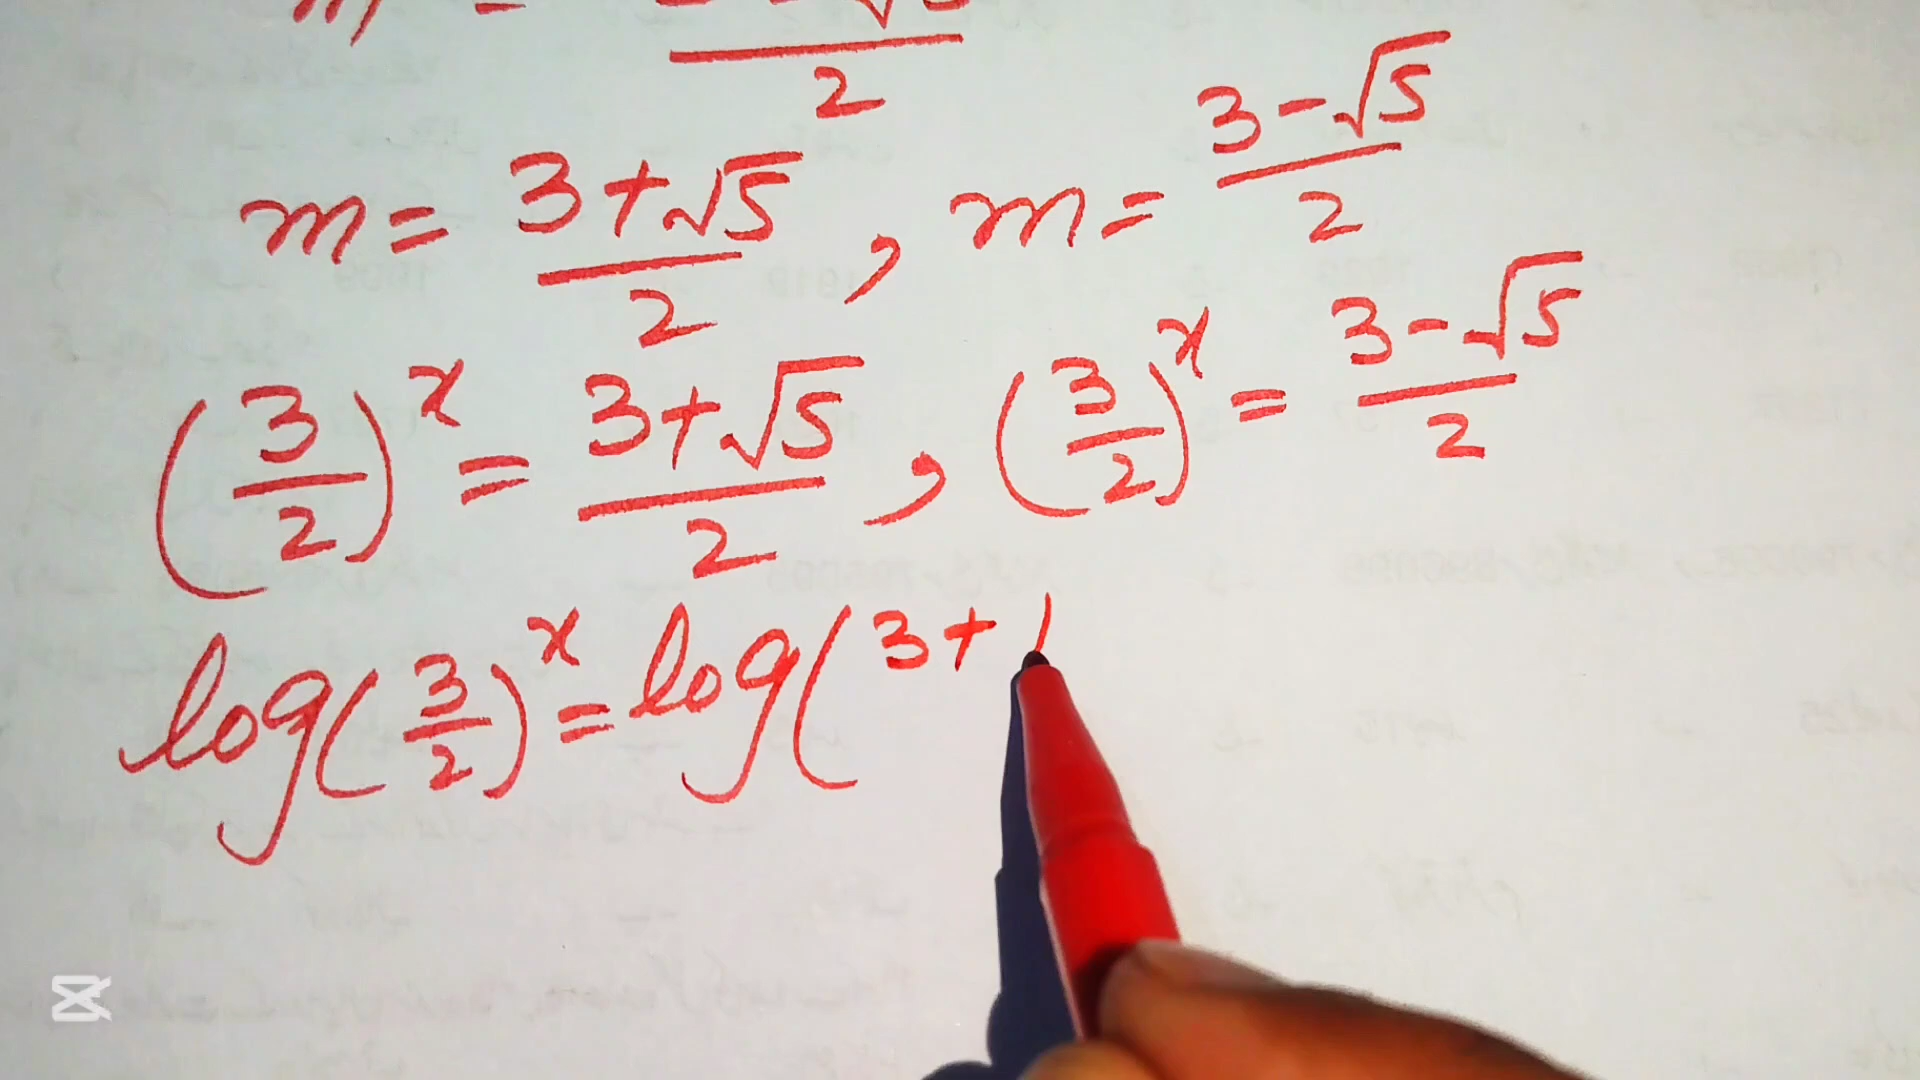 m = - √5 / 2
m = (3+√5)/2 , m = (3-√5)/2
(3/2)^x = (3+√5)/2 , (3/2)^x = (3-√5)/2
log(3/2)^x = log(3+